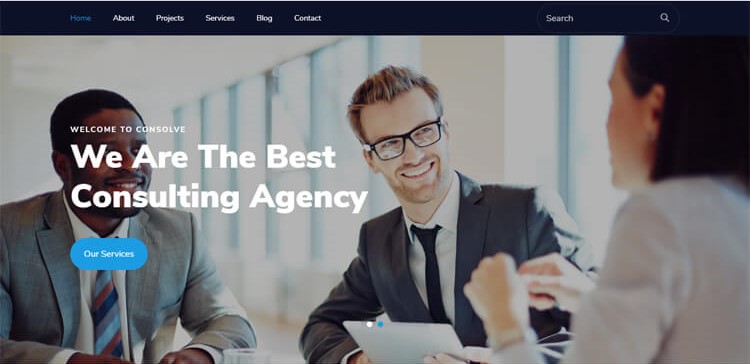 Home About Projects Services Blog Contact Search
WELCOME TO CONSOLVE
We Are The Best
Consulting Agency
Our Services